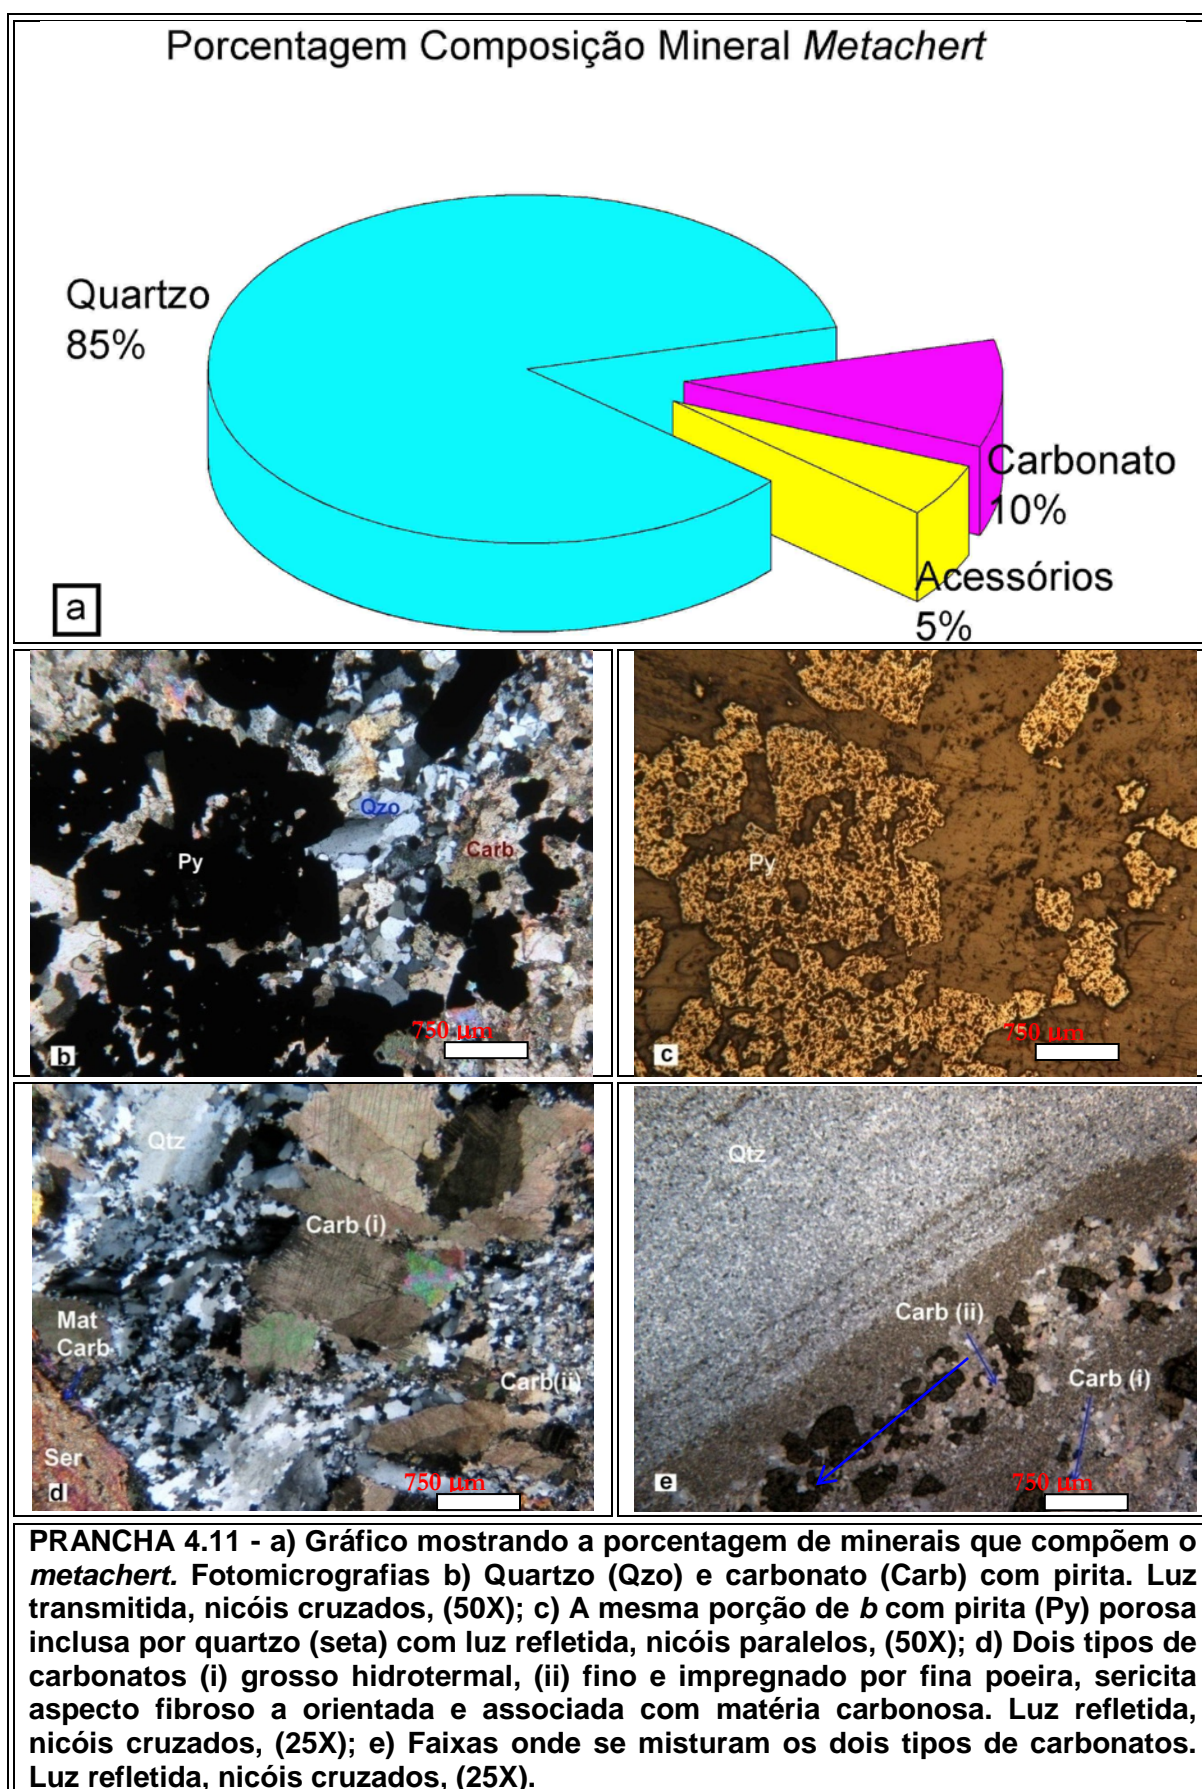 Porcentagem Composição Mineral Metachert
Quartzo
85%
Carbonato
10%
Acessórios
5%
a
Qzo
Carb
Py
750 µm
b
Py
750 µm
c
Qtz
Carb (i)
Mat
Carb
Carb(ii)
Ser
750 µm
d
Qtz
Carb (ii)
Carb (i)
750 µm
e
PRANCHA 4.11 - a) Gráfico mostrando a porcentagem de minerais que compõem o
metachert. Fotomicrografias b) Quartzo (Qzo) e carbonato (Carb) com pirita. Luz
transmitida, nicóis cruzados, (50X); c) A mesma porção de b com pirita (Py) porosa
inclusa por quartzo (seta) com luz refletida, nicóis paralelos, (50X); d) Dois tipos de
carbonatos (i) grosso hidrotermal, (ii) fino e impregnado por fina poeira, sericita
aspecto fibroso a orientada e associada com matéria carbonosa. Luz refletida,
nicóis cruzados, (25X); e) Faixas onde se misturam os dois tipos de carbonatos.
Luz refletida, nicóis cruzados, (25X).